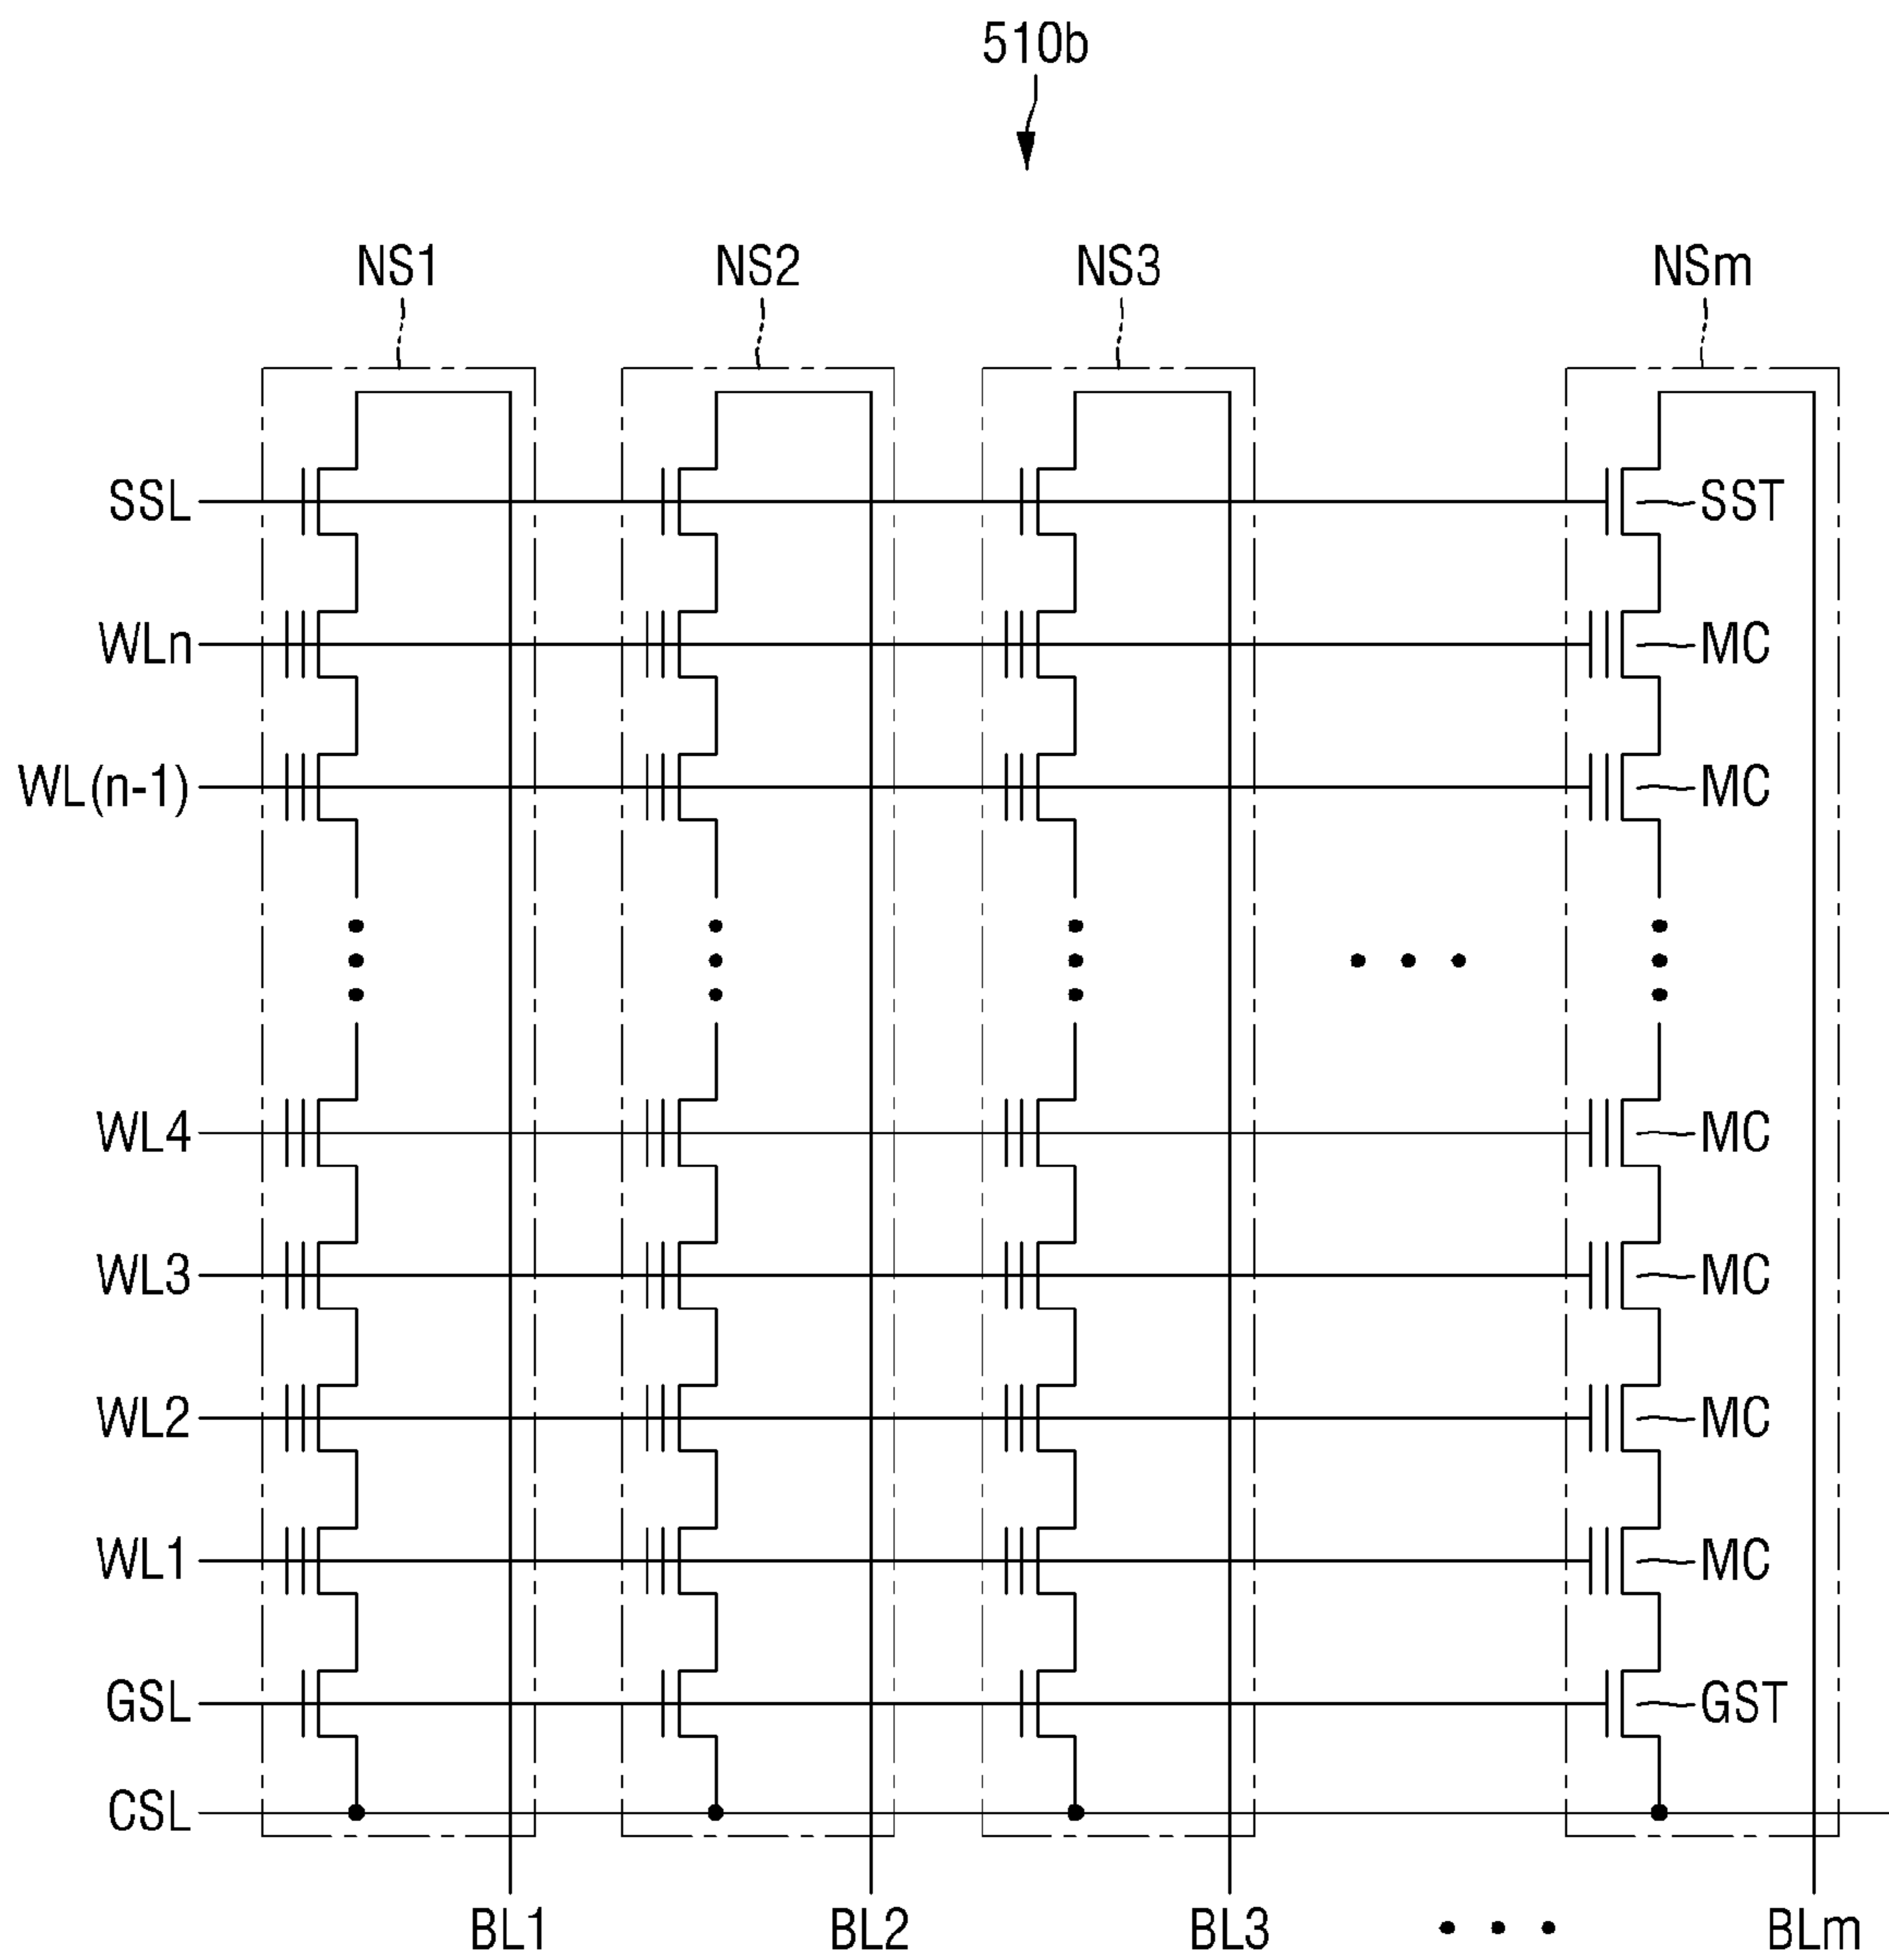 510b
NS1 NS2 NS3 NSm
SSL SST
WLn MC
WL(n-1) MC
WL4 MC
WL3 MC
WL2 MC
WL1 MC
GSL GST
CSL
BL1 BL2 BL3 BLm